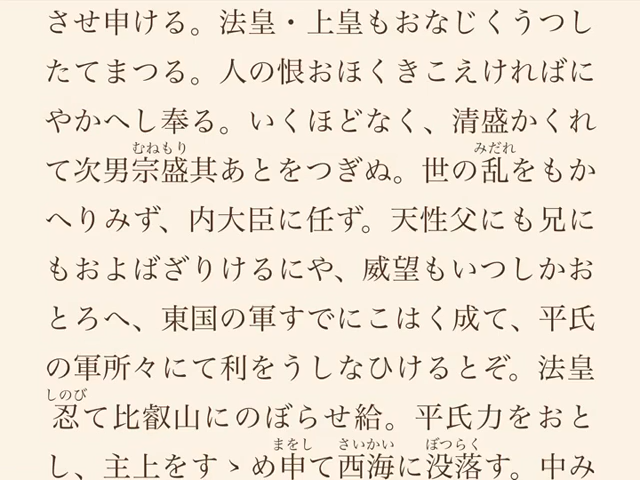 させ申ける。法皇・上皇もおなじくうつし
たてまつる。人の恨おほくきこえければに
やかへし奉る。いくほどなく、清盛かくれ
て次男宗盛其あとをつぎぬ。世の乱をもか
へりみず、内大臣に任ず。天性父にも兄に
もおよばざりけるにや、威望もいつしかお
とろへ、東国の軍すでにこはく成て、平氏
の軍所々にて利をうしなひけるとぞ。法皇
忍て比叡山にのぼらせ給。平氏力をおと
し、主上をすゝめ申て西海に没落す。中み